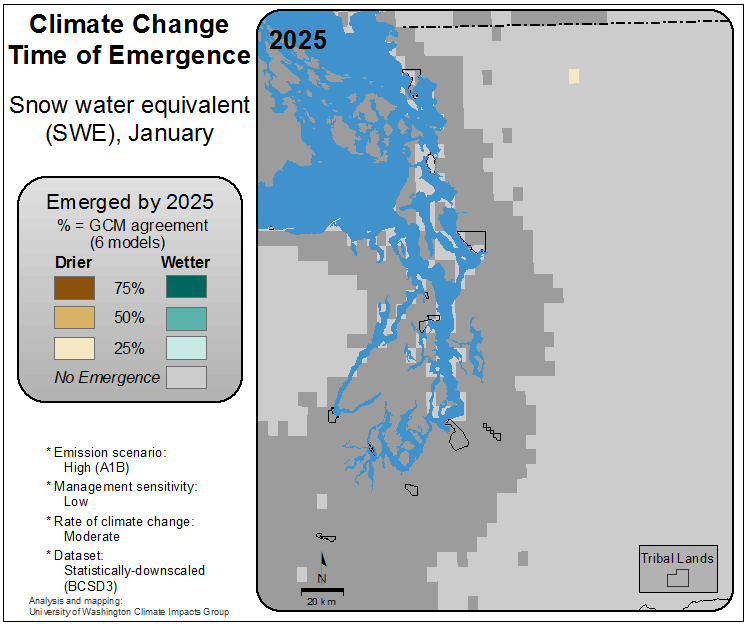 Climate Change
Time of Emergence
Snow water equivalent
(SWE), January
Emerged by 2025
% = GCM agreement
(6 models)
Drier Wetter
75%
50%
25%
No Emergence
* Emission scenario:
High (A1B)
* Management sensitivity:
Low
* Rate of climate change:
Moderate
* Dataset:
Statistically-downscaled
(BCSD3)
Analysis and mapping:
University of Washington Climate Impacts Group
2025
N
20 km
Tribal Lands